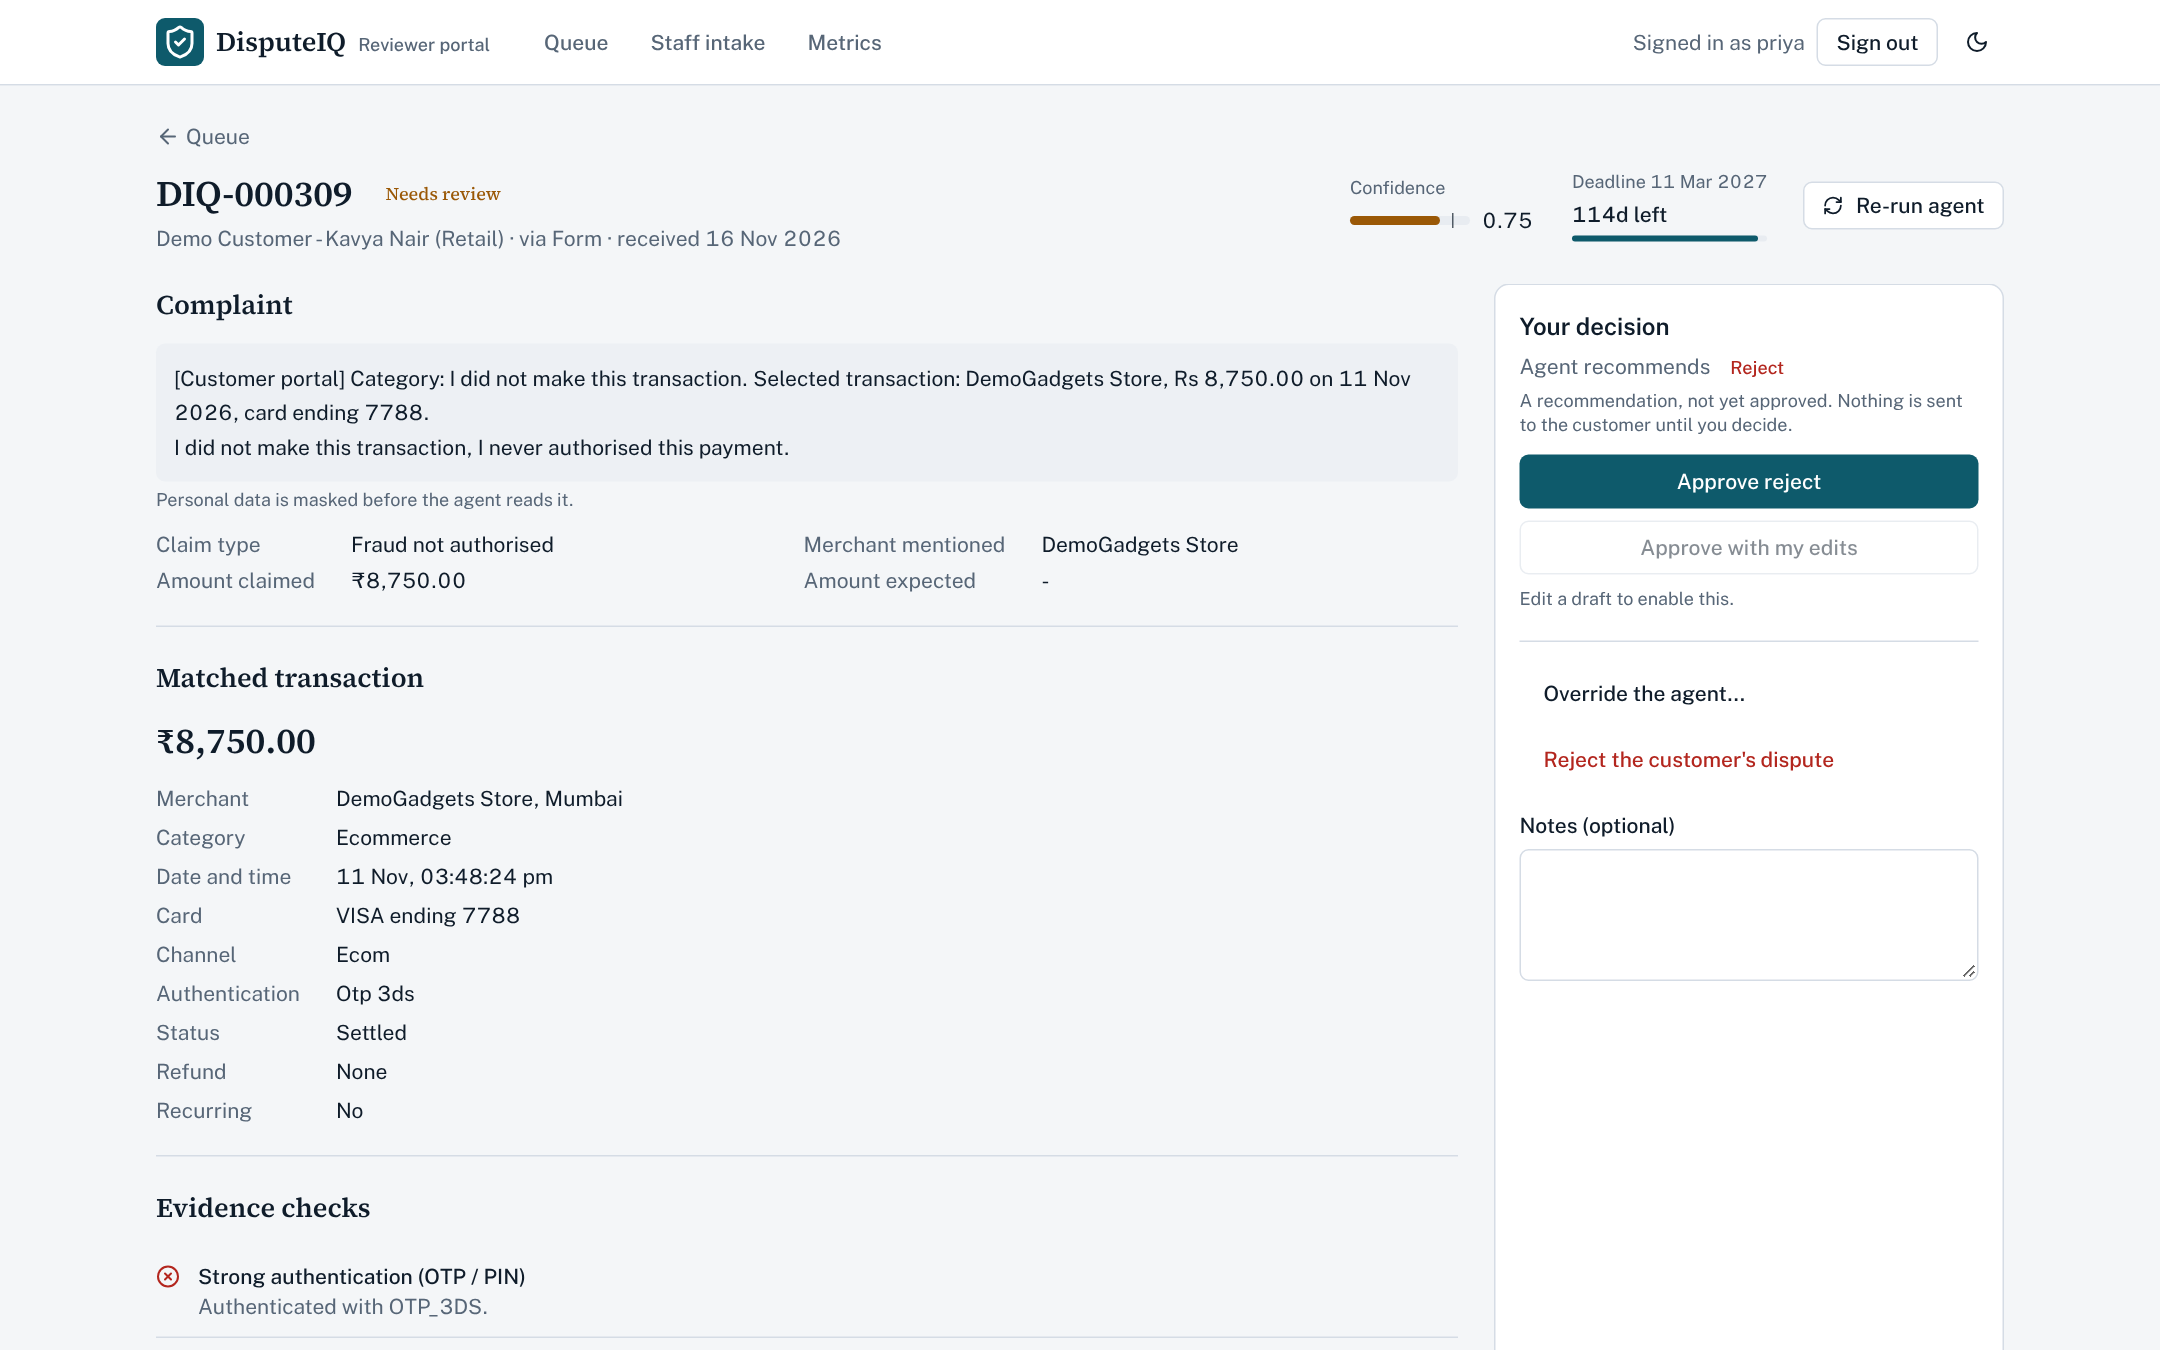 DisputeIQ Reviewer portal Queue Staff intake Metrics Signed in as priya Sign out
Queue
DIQ-000309 Needs review
Demo Customer - Kavya Nair (Retail) · via Form · received 16 Nov 2026
Confidence
0.75
Deadline 11 Mar 2027
114d left
Re-run agent
Complaint
[Customer portal] Category: I did not make this transaction. Selected transaction: DemoGadgets Store, Rs 8,750.00 on 11 Nov
2026, card ending 7788.
I did not make this transaction, I never authorised this payment.
Personal data is masked before the agent reads it.
Claim type Fraud not authorised Merchant mentioned DemoGadgets Store
Amount claimed ₹8,750.00 Amount expected -
Matched transaction
₹8,750.00
Merchant DemoGadgets Store, Mumbai
Category Ecommerce
Date and time 11 Nov, 03:48:24 pm
Card VISA ending 7788
Channel Ecom
Authentication Otp 3ds
Status Settled
Refund None
Recurring No
Evidence checks
Strong authentication (OTP / PIN)
Authenticated with OTP_3DS.
Your decision
Agent recommends Reject
A recommendation, not yet approved. Nothing is sent
to the customer until you decide.
Approve reject
Approve with my edits
Edit a draft to enable this.
Override the agent...
Reject the customer's dispute
Notes (optional)